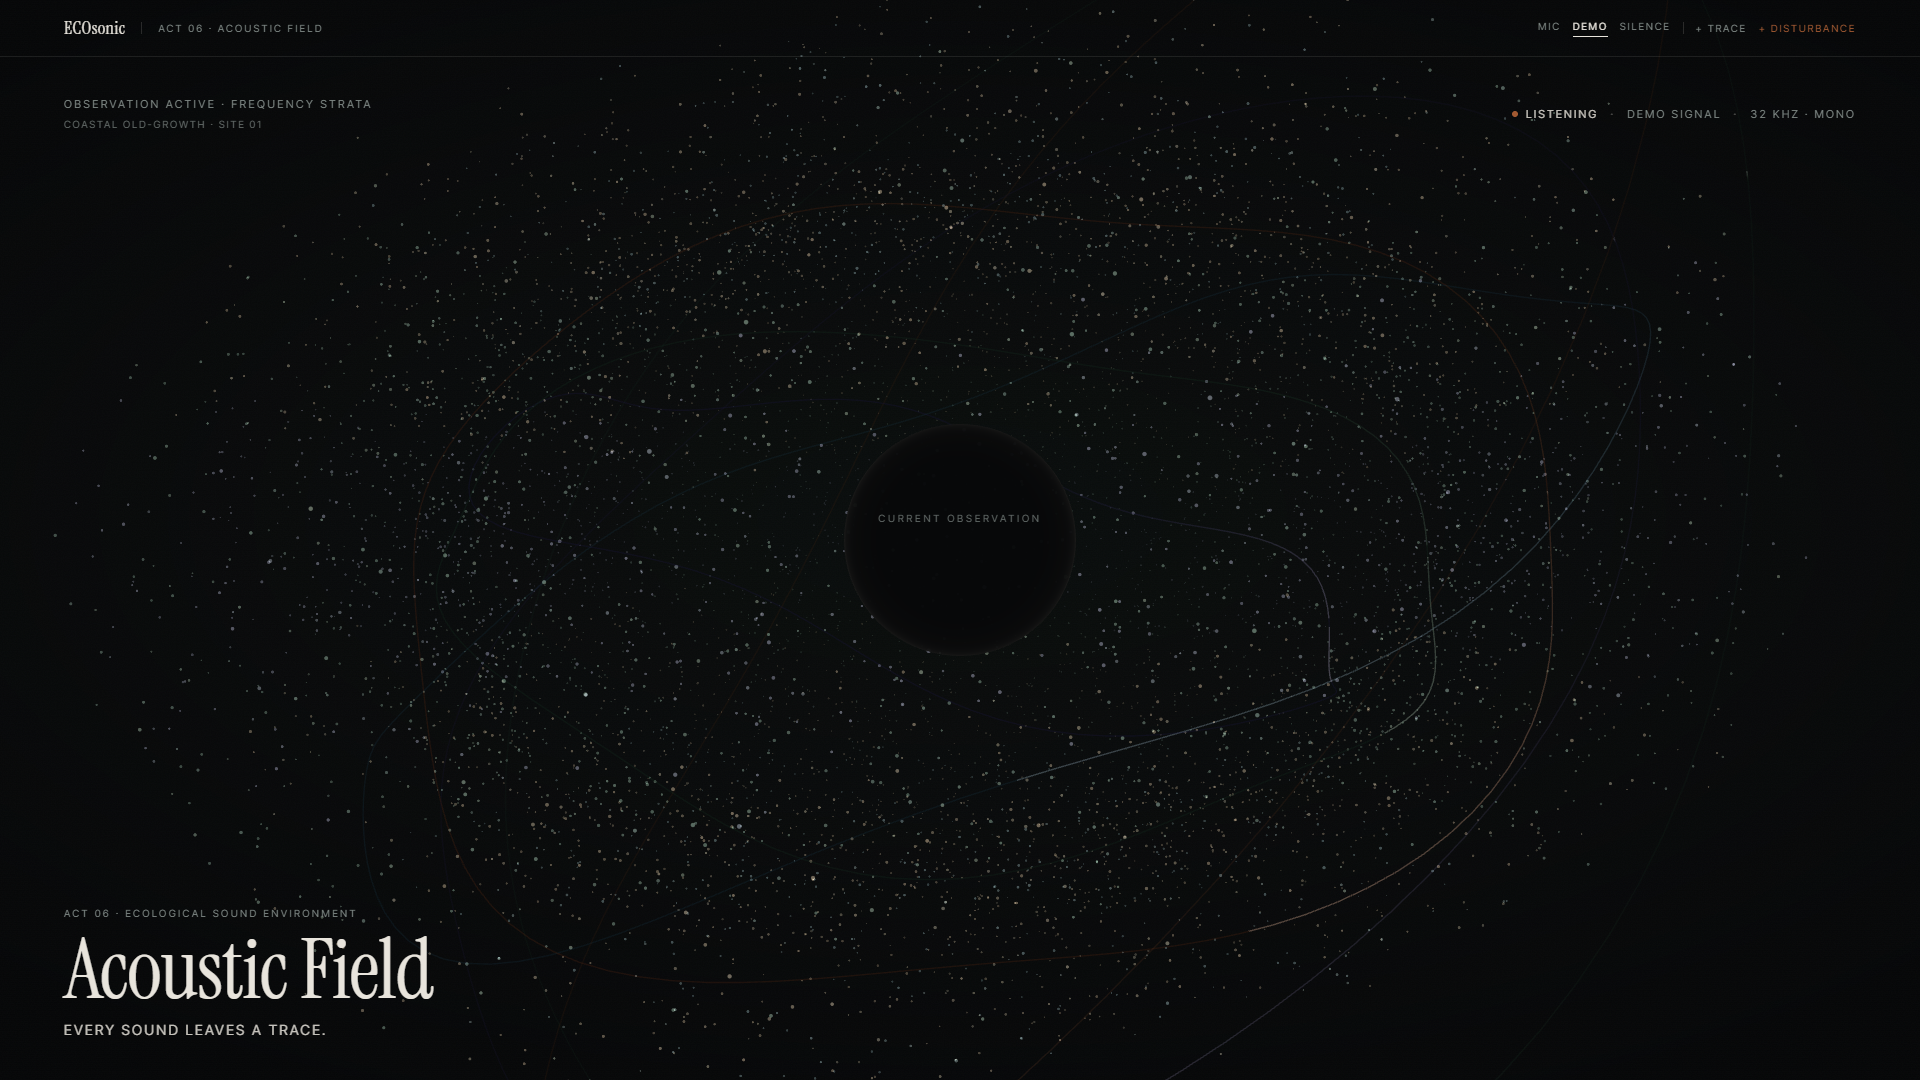 ECOsonic
ACT 06 · ACOUSTIC FIELD
MIC DEMO SILENCE + TRACE + DISTURBANCE
OBSERVATION ACTIVE · FREQUENCY STRATA
COASTAL OLD-GROWTH · SITE 01
LISTENING · DEMO SIGNAL · 32 KHZ · MONO
CURRENT OBSERVATION
ACT 06 · ECOLOGICAL SOUND ENVIRONMENT
Acoustic Field
EVERY SOUND LEAVES A TRACE.